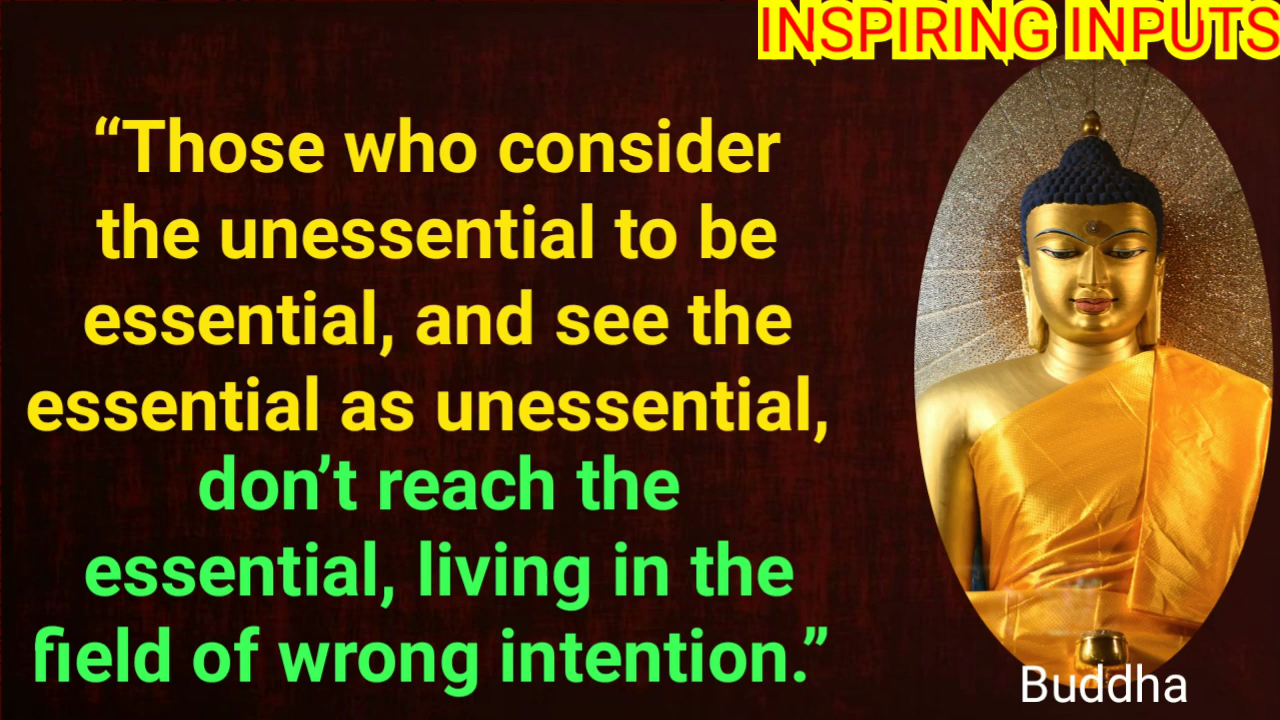 INSPIRING INPUTS
“Those who consider
the unessential to be
essential, and see the
essential as unessential,
don’t reach the
essential, living in the
field of wrong intention.”
Buddha